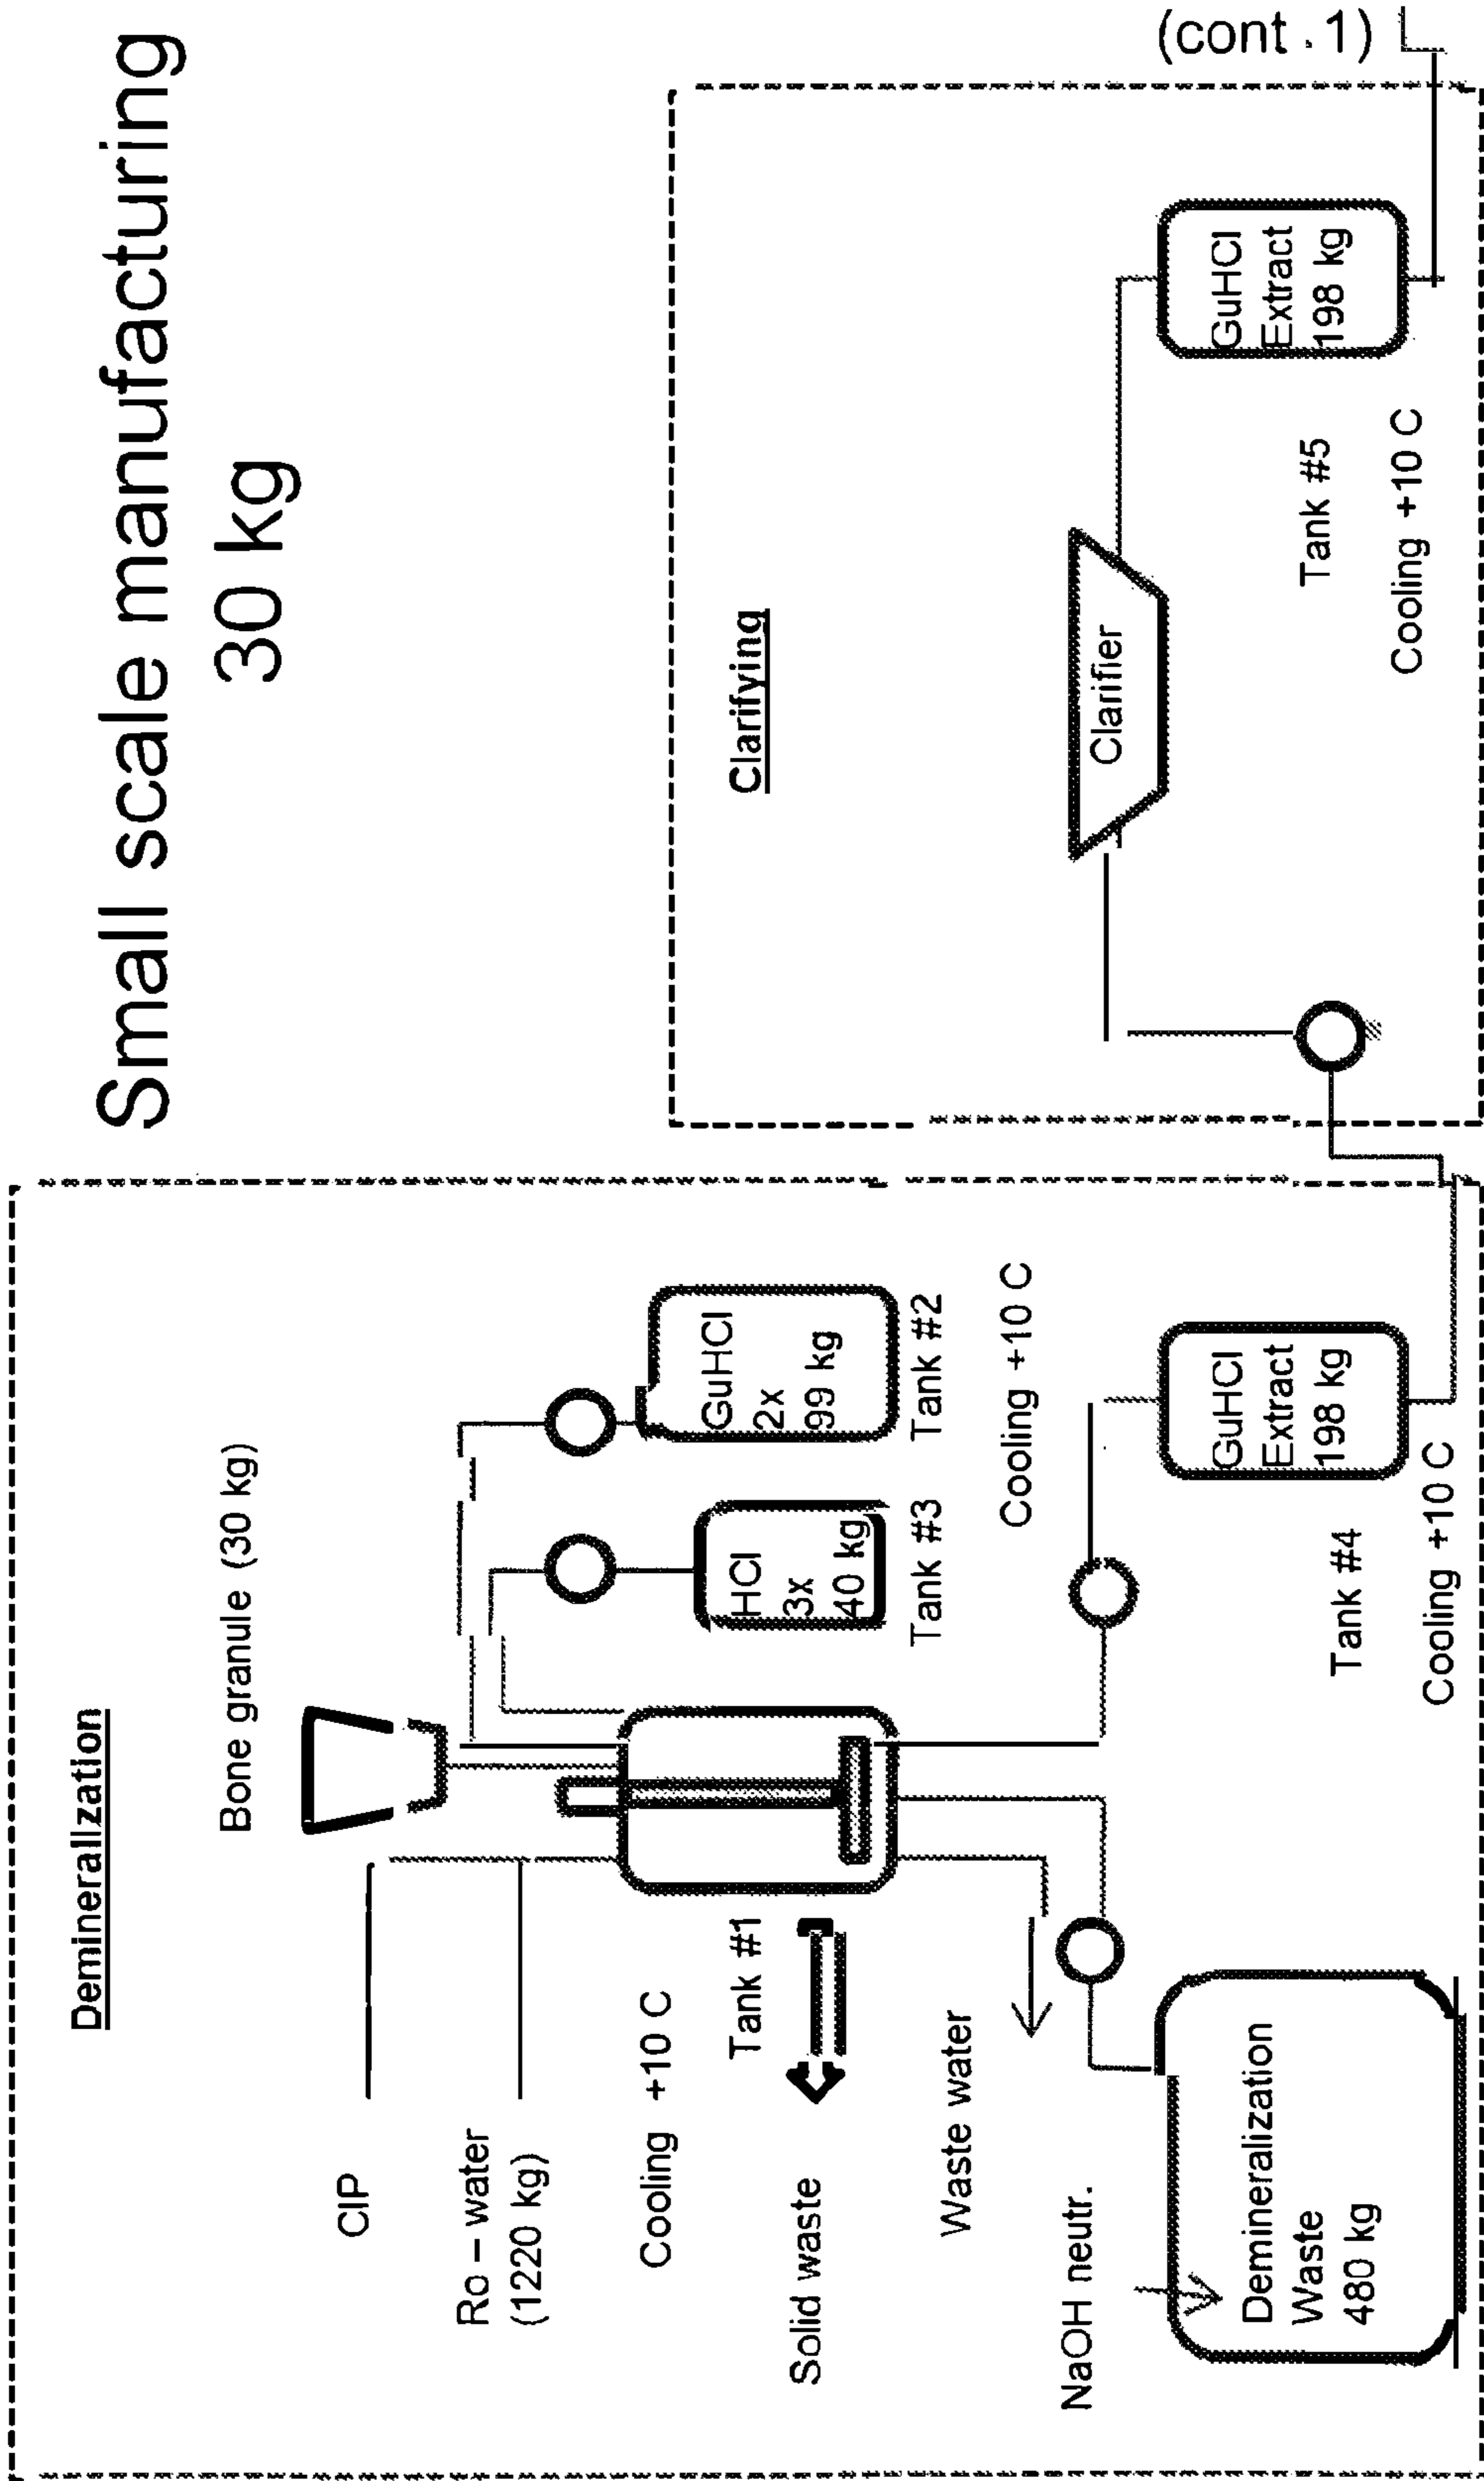 Small scale manufacturing
30 kg
Demineralization
Bone granule (30 kg)
CIP
Ro – water
(1220 kg)
Cooling +10 C
Tank #1
Solid waste
Waste water
NaOH neutr.
Demineralization
Waste
480 kg
HCl
3x
40 kg
Tank #3
GuHCl
2x
99 kg
Tank #2
Cooling +10 C
GuHCl
Extract
198 kg
Tank #4
Cooling +10 C
Clarifying
Clarifier
GuHCl
Extract
198 kg
Tank #5
Cooling +10 C
(cont .1)